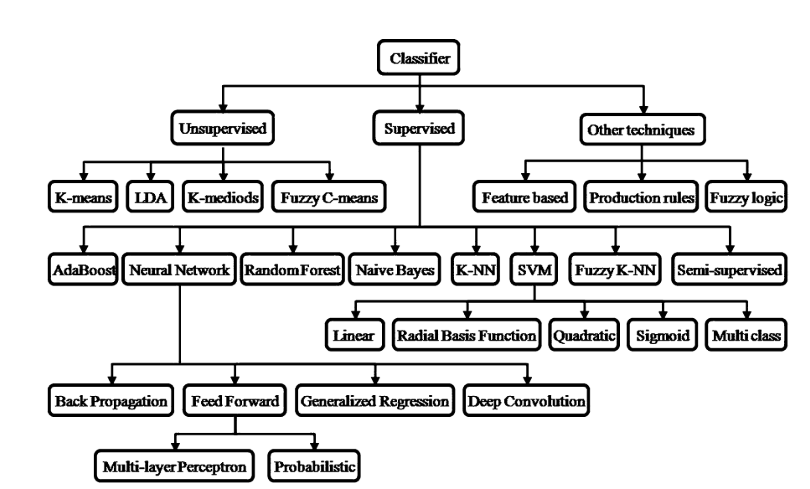 Classifier
Unsupervised Supervised Other techniques
K-means LDA K-mediods Fuzzy C-means Feature based Production rules Fuzzy logic
AdaBoost Neural Network Random Forest Naive Bayes K-NN SVM Fuzzy K-NN Semi-supervised
Linear Radial Basis Function Quadratic Sigmoid Multi class
Back Propagation Feed Forward Generalized Regression Deep Convolution
Multi-layer Perceptron Probabilistic